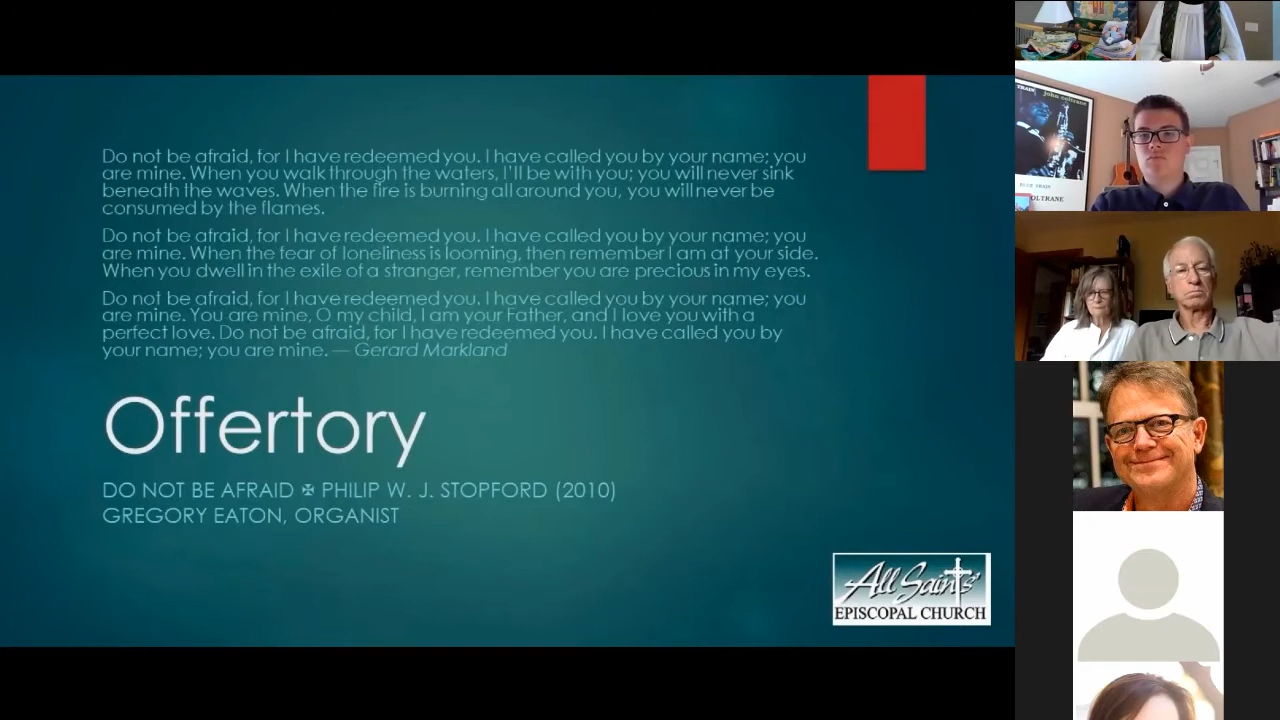 Do not be afraid, for I have redeemed you. I have called you by your name; you
are mine. When you walk through the waters, I'll be with you; you will never sink
beneath the waves. When the fire is burning all around you, you will never be
consumed by the flames.
Do not be afraid, for I have redeemed you. I have called you by your name; you
are mine. When the fear of loneliness is looming, then remember I am at your side.
When you dwell in the exile of a stranger, remember you are precious in my eyes.
Do not be afraid, for I have redeemed you. I have called you by your name; you
are mine. You are mine, O my child, I am your Father, and I love you with a
perfect love. Do not be afraid, for I have redeemed you. I have called you by
your name; you are mine. — Gerard Markland
Offertory
DO NOT BE AFRAID ✠ PHILIP W. J. STOPFORD (2010)
GREGORY EATON, ORGANIST
All Saints'
EPISCOPAL CHURCH
TRAIN
john coltrane
BLUE TRAIN
COLTRANE